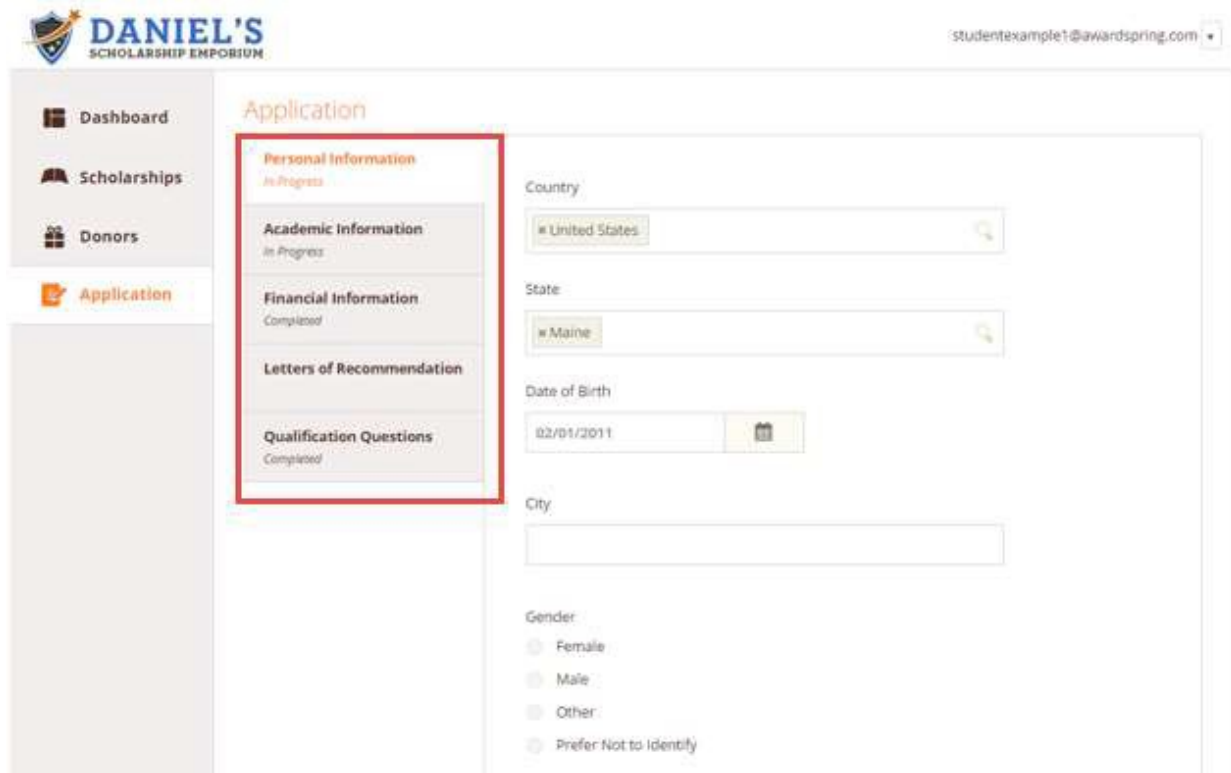 DANIEL'S
SCHOLARSHIP EMPORIUM
studentexample1@awardspring.com
Dashboard
Scholarships
Donors
Application
Application
Personal Information
In Progress
Academic Information
In Progress
Financial Information
Completed
Letters of Recommendation
Qualification Questions
Completed
Country
× United States
State
× Maine
Date of Birth
02/01/2011
City
Gender
Female
Male
Other
Prefer Not to Identify